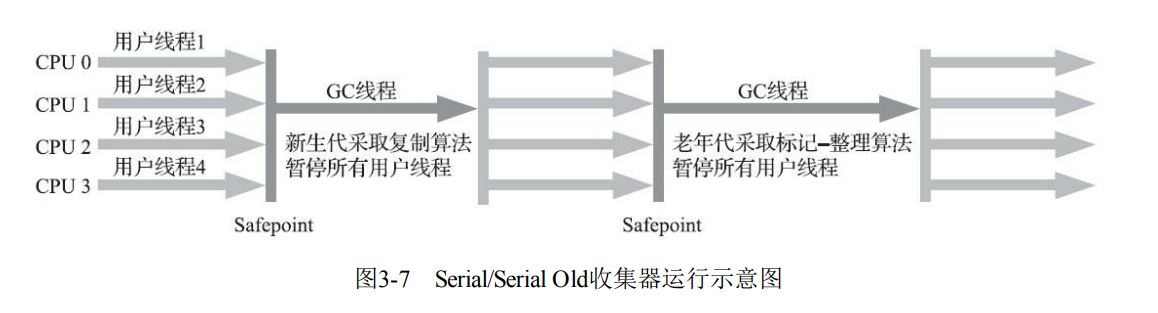 用户线程1
CPU 0
用户线程2
CPU 1
用户线程3
CPU 2
用户线程4
CPU 3
GC线程
新生代采取复制算法
暂停所有用户线程
Safepoint
GC线程
老年代采取标记–整理算法
暂停所有用户线程
Safepoint
图3-7 Serial/Serial Old收集器运行示意图